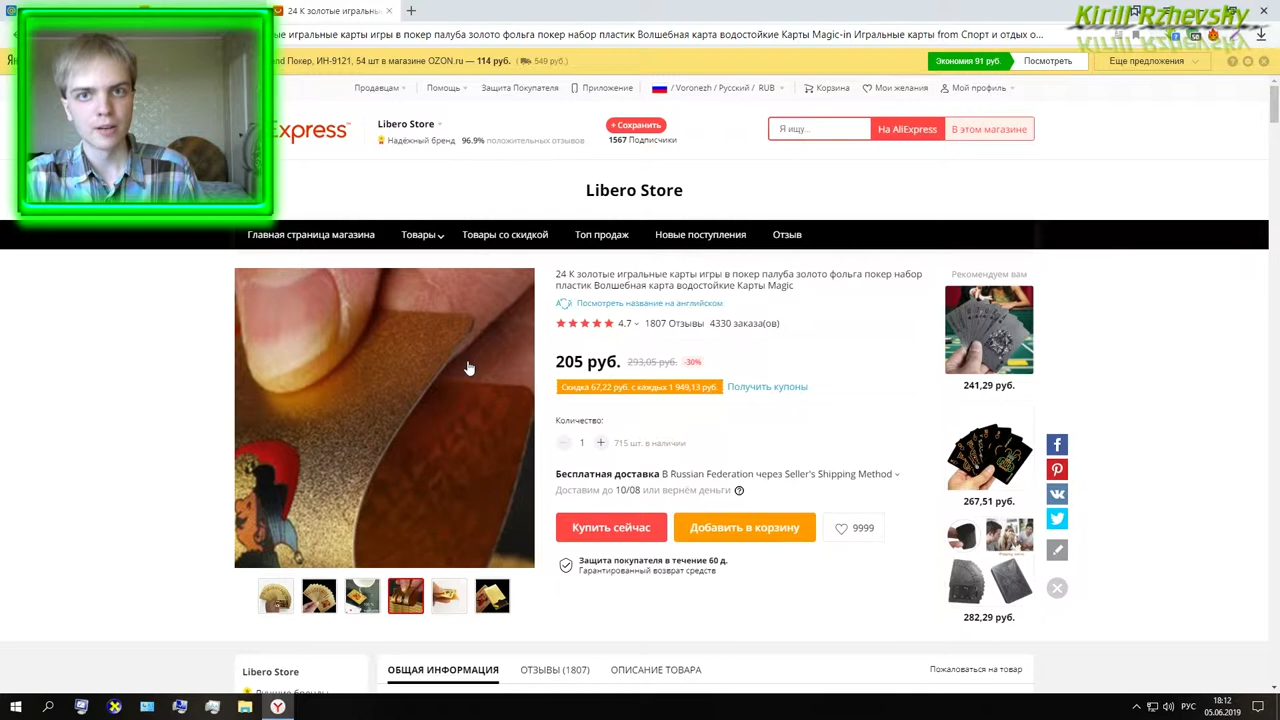 24 К золотые игральные к
Kirill Rzhevsky
е игральные карты игры в покер палуба золото фольга покер набор пластик Волшебная карта водостойкие Карты Magic-in Игральные карты from Спорт и отдых о...
nd Покер, ИН-9121, 54 шт в магазине OZON.ru — 114 руб. ( 549 руб.)
Экономия 91 руб. Посмотреть Еще предложения
Продавцам Помощь Защита Покупателя Приложение / Voronezh / Русский / RUB Корзина Мои желания Мой профиль
Express™
Libero Store
Надёжный бренд 96.9% положительных отзывов
+ Сохранить
1567 Подписчики
Я ищу... На AliExpress В этом магазине
Libero Store
Главная страница магазина Товары Товары со скидкой Топ продаж Новые поступления Отзыв
24 К золотые игральные карты игры в покер палуба золото фольга покер набор
пластик Волшебная карта водостойкие Карты Magic
Посмотреть название на английском
4.7 1807 Отзывы 4330 заказа(ов)
205 руб. 293,05 руб. -30%
Скидка 67,22 руб. с каждых 1 949,13 руб. Получить купоны
Количество:
1 715 шт. в наличии
Бесплатная доставка В Russian Federation через Seller's Shipping Method
Доставим до 10/08 или вернём деньги
Купить сейчас Добавить в корзину 9999
Защита покупателя в течение 60 д.
Гарантированный возврат средств
Рекомендуем вам
241,29 руб.
267,51 руб.
282,29 руб.
Libero Store
Лучшие бренды
ОБЩАЯ ИНФОРМАЦИЯ ОТЗЫВЫ (1807) ОПИСАНИЕ ТОВАРА Пожаловаться на товар
РУС
18:12
05.06.2019